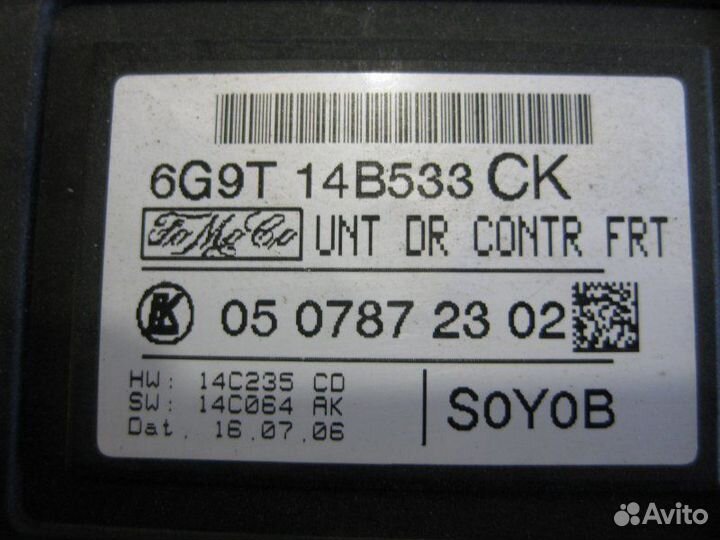 6G9T 14B533 CK
FoMoCo UNT DR CONTR FRT
05 0787 23 02
HW: 14C235 CD
SW: 14C064 AK
Dat. 16.07.06
S0Y0B
Avito